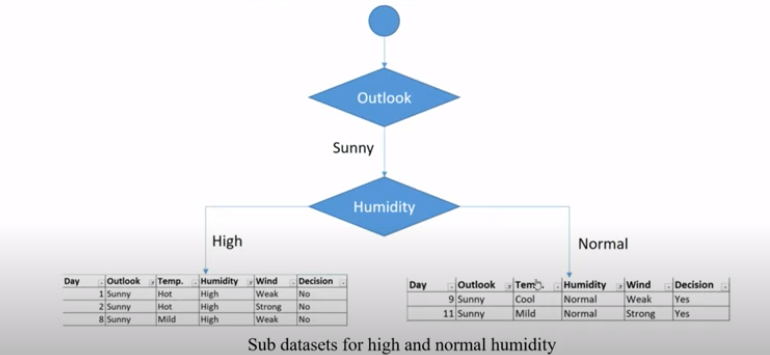 Outlook
Sunny
Humidity
High
Normal
Day Outlook Temp. Humidity Wind Decision
1 Sunny Hot High Weak No
2 Sunny Hot High Strong No
8 Sunny Mild High Weak No
Day Outlook Temp. Humidity Wind Decision
9 Sunny Cool Normal Weak Yes
11 Sunny Mild Normal Strong Yes
Sub datasets for high and normal humidity